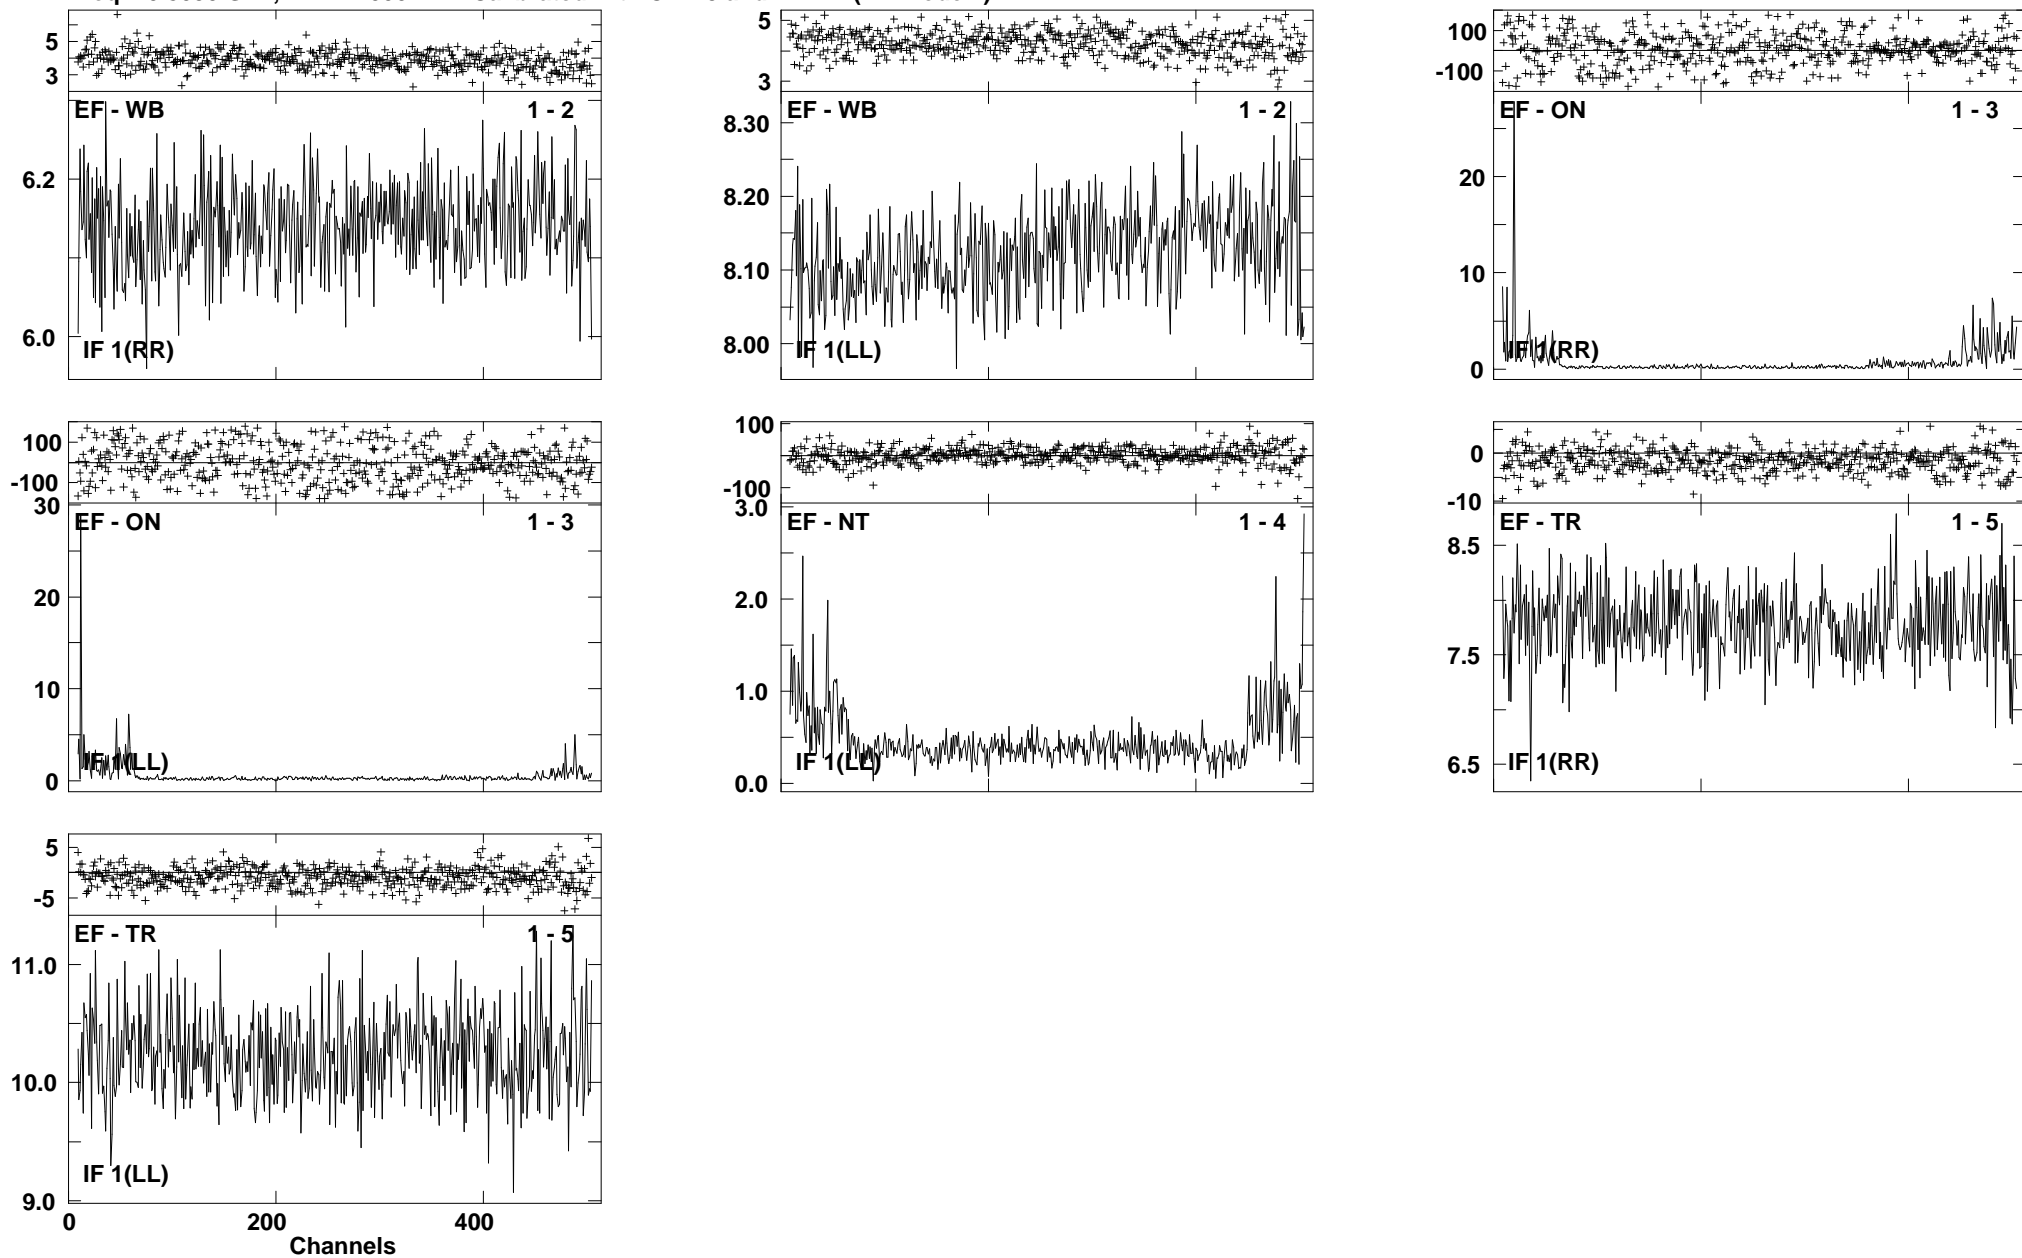 5
3
EF - WB 1 - 2
6.2
6.0
IF 1(RR)
5
3
EF - WB 1 - 2
8.30
8.20
8.10
8.00
IF 1(LL)
100
-100
EF - ON 1 - 3
20
10
0
IF 1(RR)
100
-100
30
EF - ON 1 - 3
20
10
0
IF 1(LL)
100
-100
3.0
EF - NT 1 - 4
2.0
1.0
0.0
IF 1(LL)
0
-10
EF - TR 1 - 5
8.5
7.5
6.5
IF 1(RR)
5
-5
EF - TR 1 - 5
11.0
10.0
9.0
IF 1(LL)
0 200 400
Channels